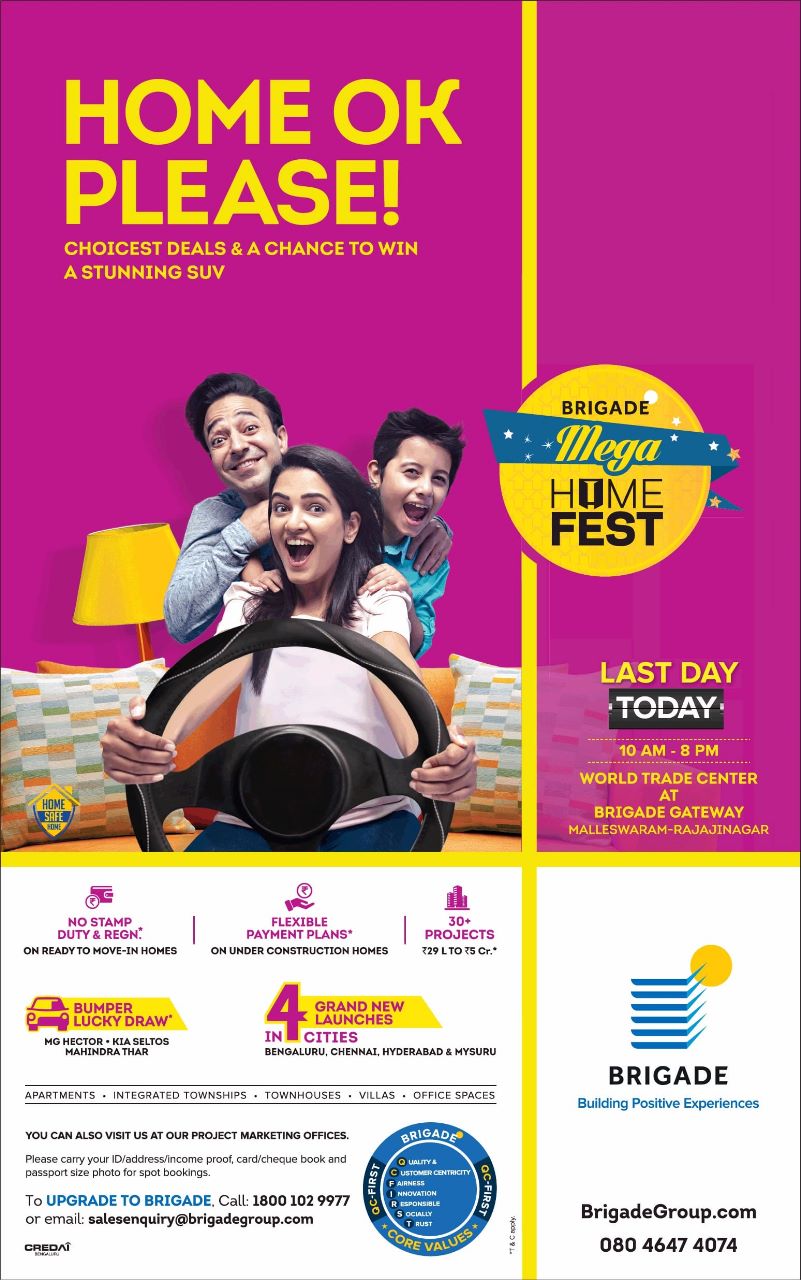 HOME OK
PLEASE!
CHOICEST DEALS & A CHANCE TO WIN
A STUNNING SUV
BRIGADE
Mega
HOME
FEST
LAST DAY
TODAY
10 AM - 8 PM
WORLD TRADE CENTER
AT
BRIGADE GATEWAY
MALLESWARAM-RAJAJINAGAR
HOME
SAFE
HOME
NO STAMP
DUTY & REGN.*
ON READY TO MOVE-IN HOMES
FLEXIBLE
PAYMENT PLANS*
ON UNDER CONSTRUCTION HOMES
30+
PROJECTS
₹29 L TO ₹5 Cr.*
BUMPER
LUCKY DRAW*
MG HECTOR • KIA SELTOS
MAHINDRA THAR
4 GRAND NEW
LAUNCHES
IN CITIES
BENGALURU, CHENNAI, HYDERABAD & MYSURU
APARTMENTS • INTEGRATED TOWNSHIPS • TOWNHOUSES • VILLAS • OFFICE SPACES
YOU CAN ALSO VISIT US AT OUR PROJECT MARKETING OFFICES.
Please carry your ID/address/income proof, card/cheque book and
passport size photo for spot bookings.
To UPGRADE TO BRIGADE, Call: 1800 102 9977
or email: salesenquiry@brigadegroup.com
CREDAI
BENGALURU
BRIGADE
QC-FIRST
QUALITY &
CUSTOMER CENTRICITY
FAIRNESS
INNOVATION
RESPONSIBLE
SOCIALLY
TRUST
QC-FIRST
CORE VALUES
*T & C apply.
BRIGADE
Building Positive Experiences
BrigadeGroup.com
080 4647 4074